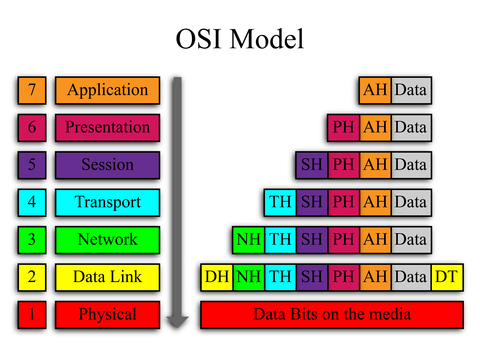 OSI Model
7 Application AH Data
6 Presentation PH AH Data
5 Session SH PH AH Data
4 Transport TH SH PH AH Data
3 Network NH TH SH PH AH Data
2 Data Link DH NH TH SH PH AH Data DT
1 Physical Data Bits on the media